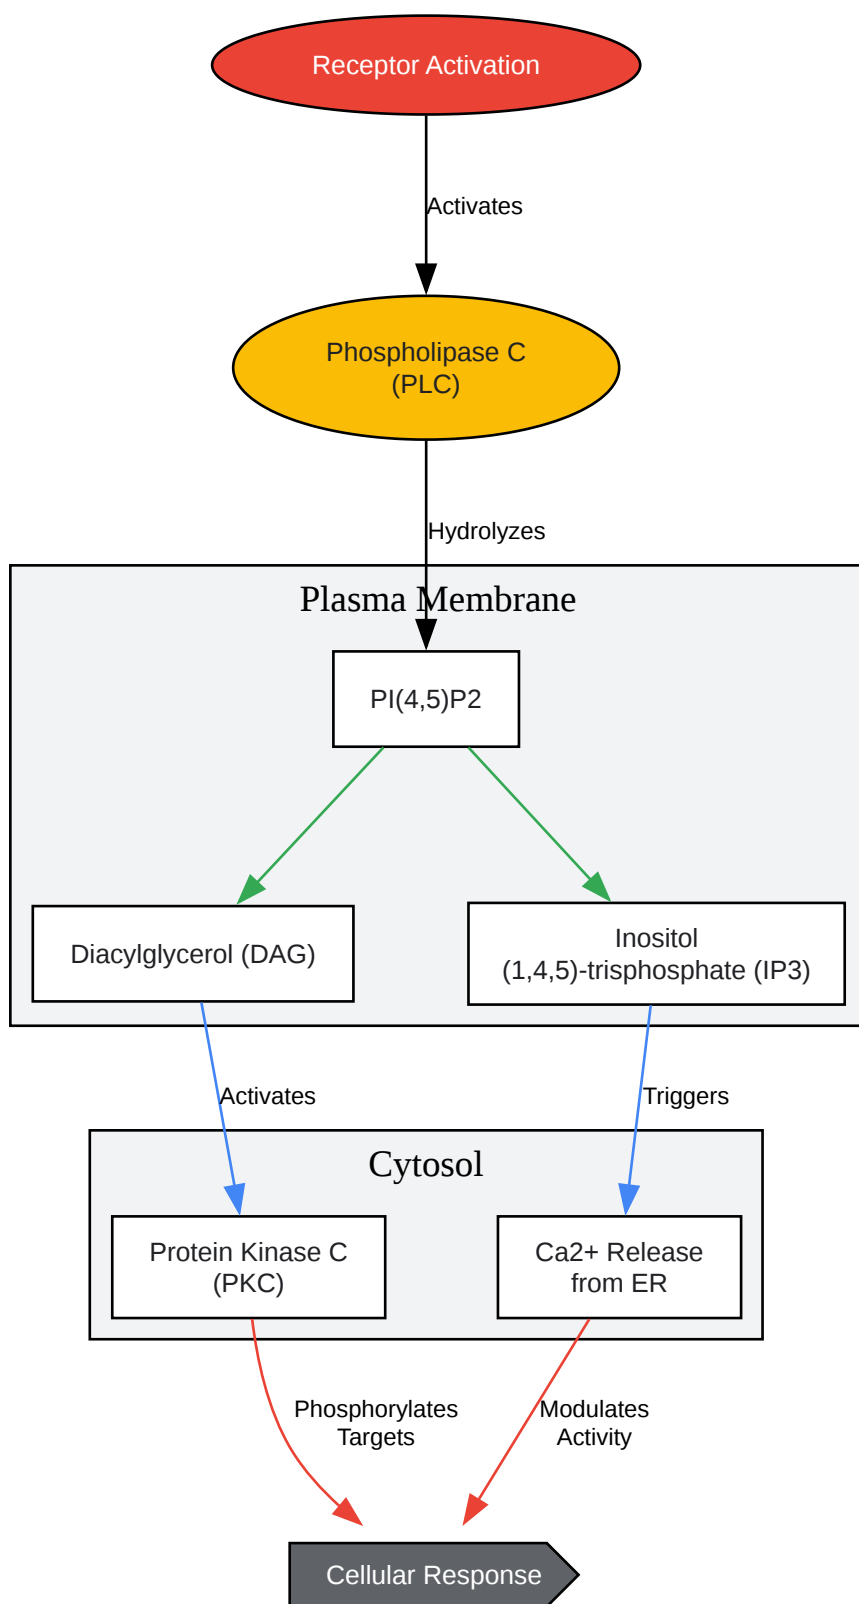 Receptor Activation
Activates
Phospholipase C
(PLC)
Hydrolyzes
Plasma Membrane
PI(4,5)P2
Diacylglycerol (DAG)
Inositol
(1,4,5)-trisphosphate (IP3)
Activates
Triggers
Cytosol
Protein Kinase C
(PKC)
Ca2+ Release
from ER
Phosphorylates
Targets
Modulates
Activity
Cellular Response